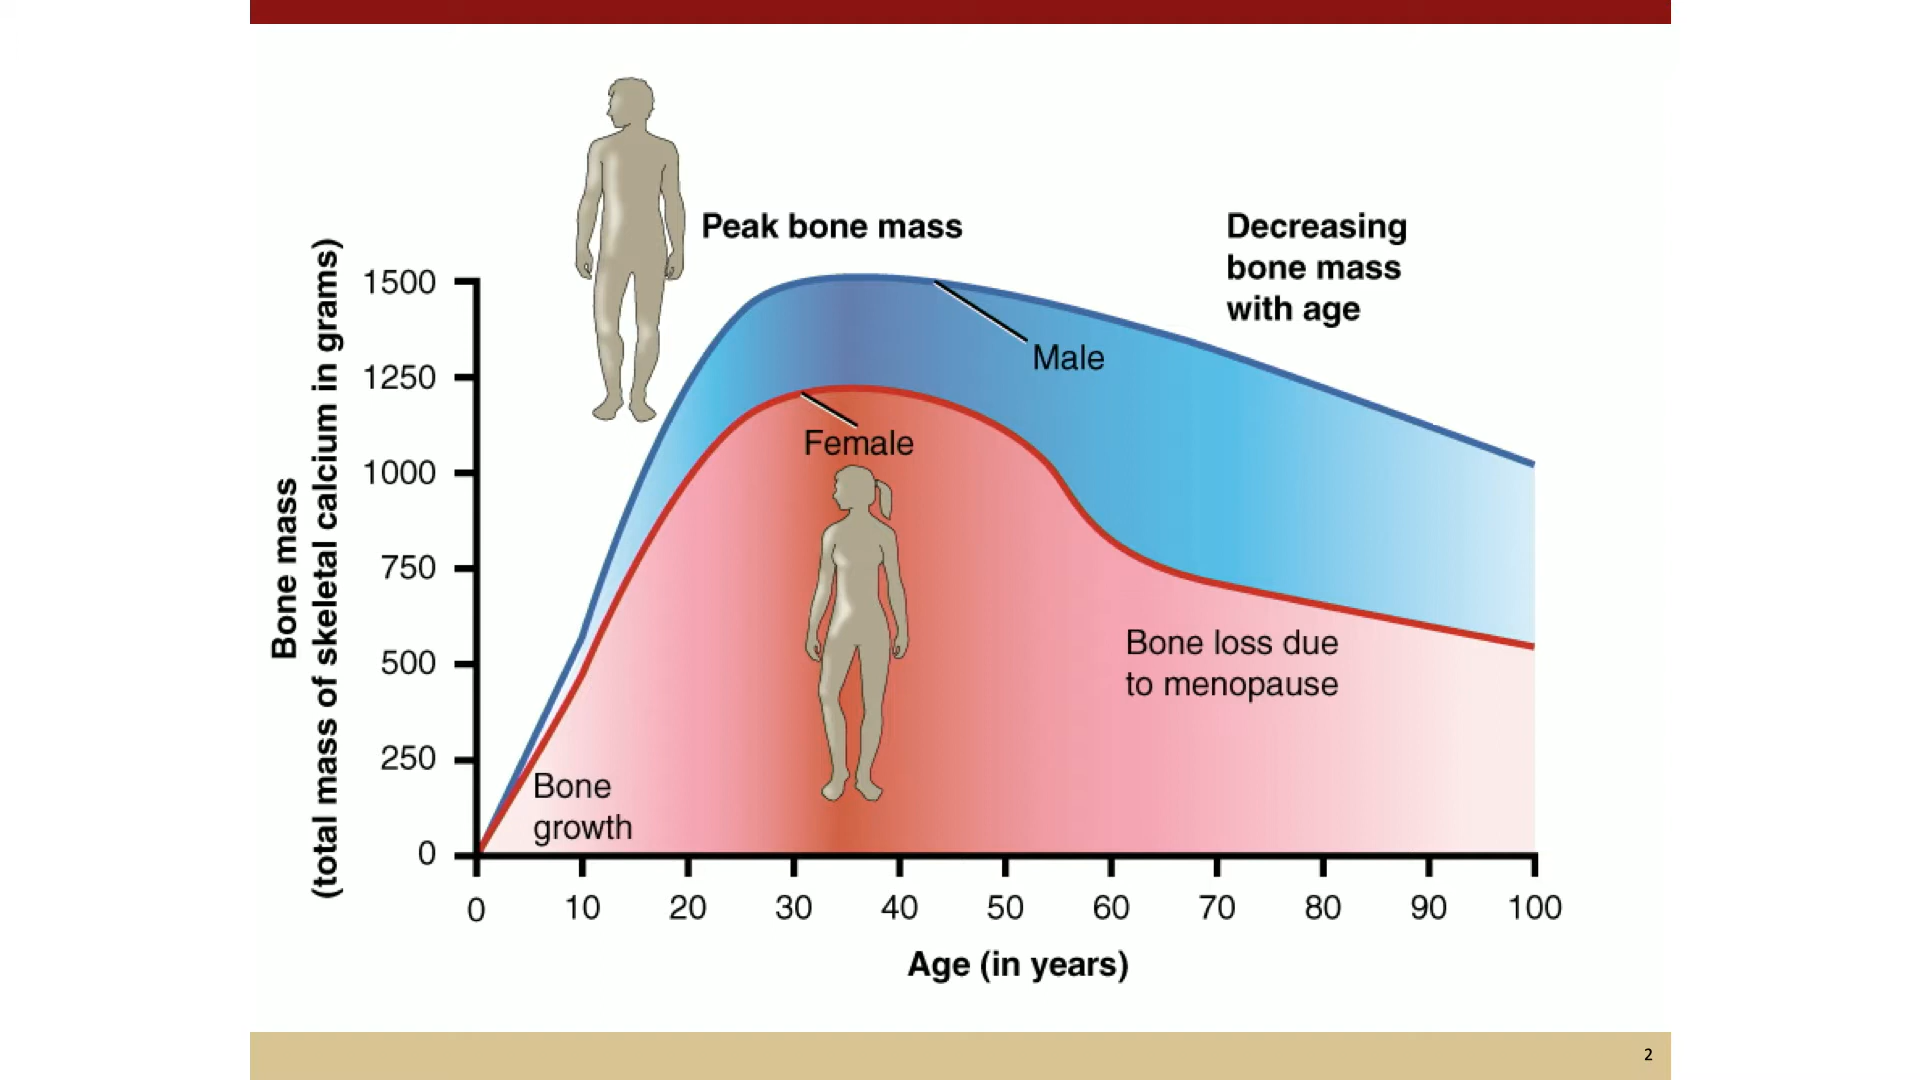 Peak bone mass
Decreasing
bone mass
with age
Bone mass
(total mass of skeletal calcium in grams)
1500
1250
1000
750
500
250
0
Male
Female
Bone loss due
to menopause
Bone
growth
0 10 20 30 40 50 60 70 80 90 100
Age (in years)
2